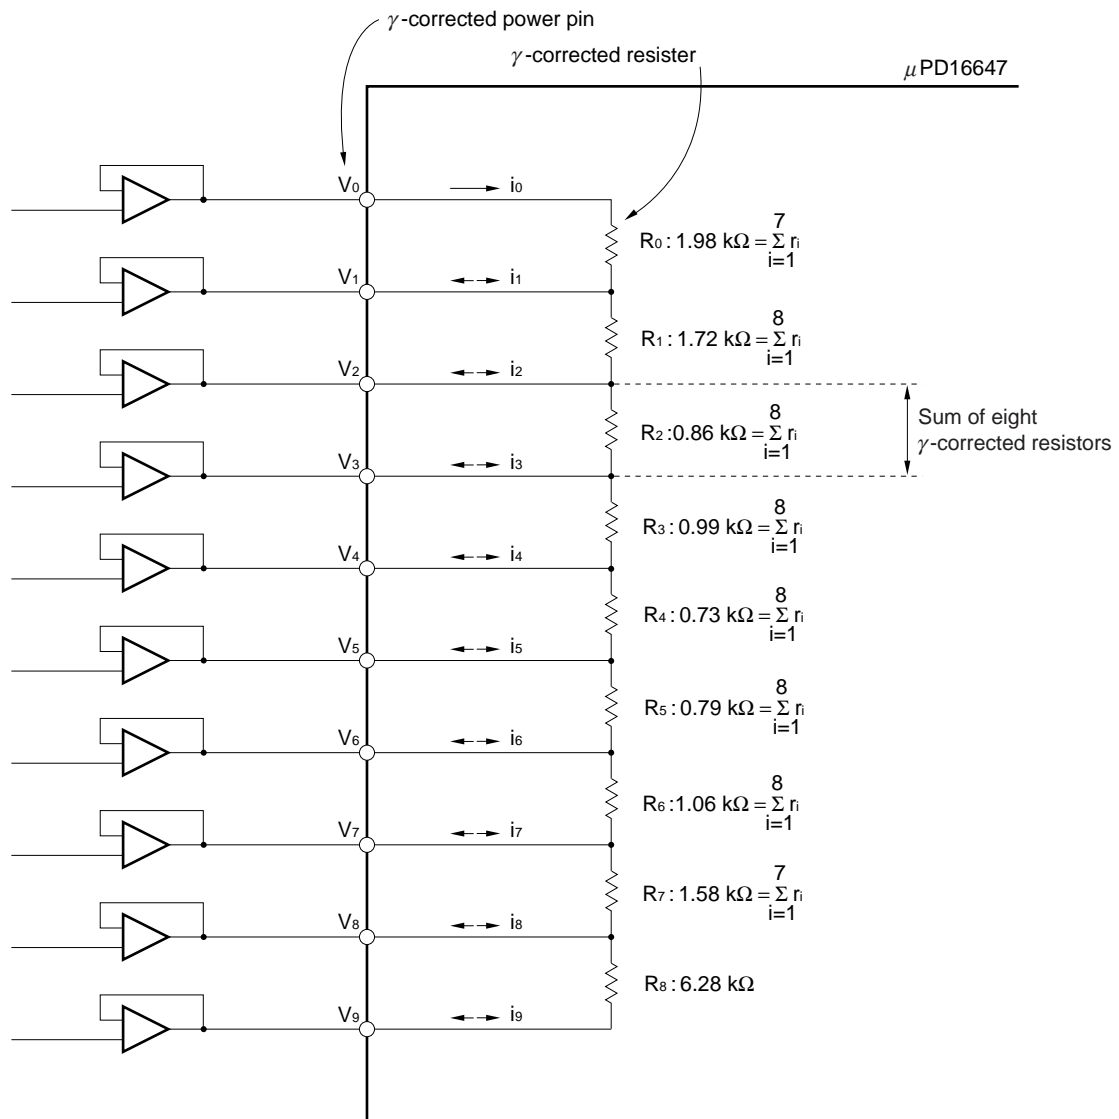 γ-corrected power pin
γ-corrected resister
μPD16647
V0
i0
7
R0 : 1.98 kΩ = Σ ri
i=1
V1
i1
8
R1 : 1.72 kΩ = Σ ri
i=1
V2
i2
8
R2 : 0.86 kΩ = Σ ri
i=1
Sum of eight
γ-corrected resistors
V3
i3
8
R3 : 0.99 kΩ = Σ ri
i=1
V4
i4
8
R4 : 0.73 kΩ = Σ ri
i=1
V5
i5
8
R5 : 0.79 kΩ = Σ ri
i=1
V6
i6
8
R6 : 1.06 kΩ = Σ ri
i=1
V7
i7
7
R7 : 1.58 kΩ = Σ ri
i=1
V8
i8
R8 : 6.28 kΩ
V9
i9